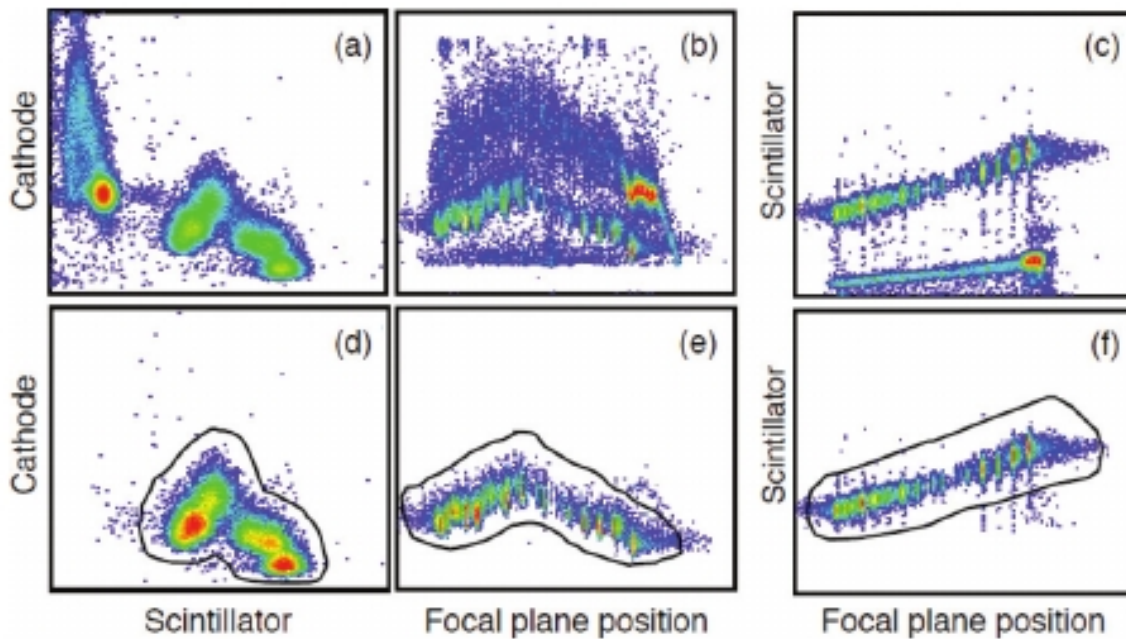 (a)
(b)
(c)
Cathode
Scintillator
(d)
(e)
(f)
Cathode
Scintillator
Scintillator
Focal plane position
Focal plane position